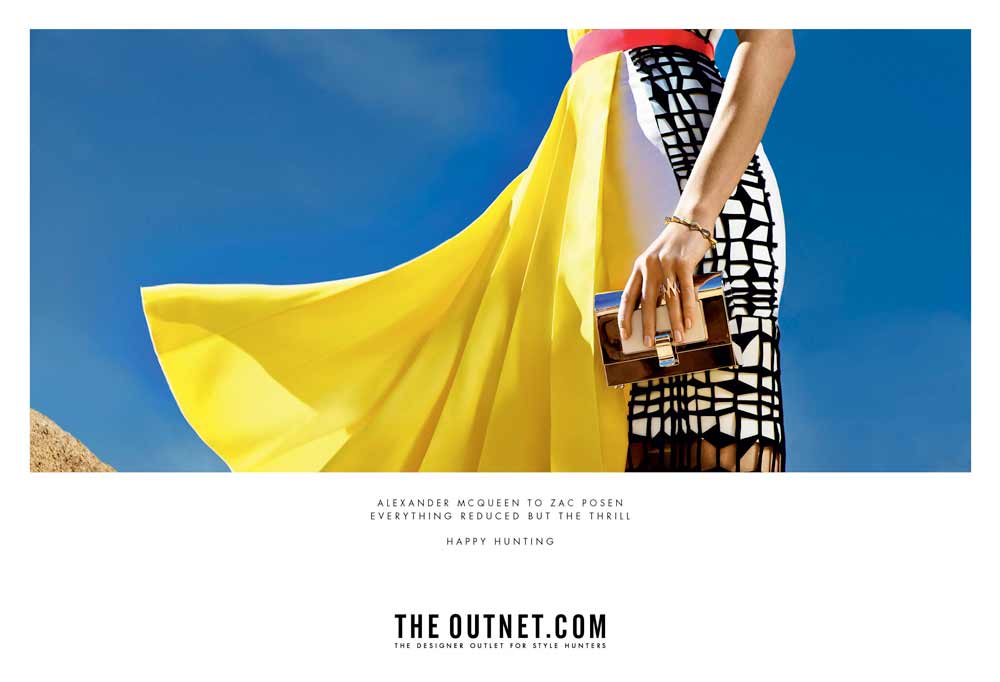 ALEXANDER MCQUEEN TO ZAC POSEN
EVERYTHING REDUCED BUT THE THRILL
HAPPY HUNTING
THE OUTNET.COM
THE DESIGNER OUTLET FOR STYLE HUNTERS